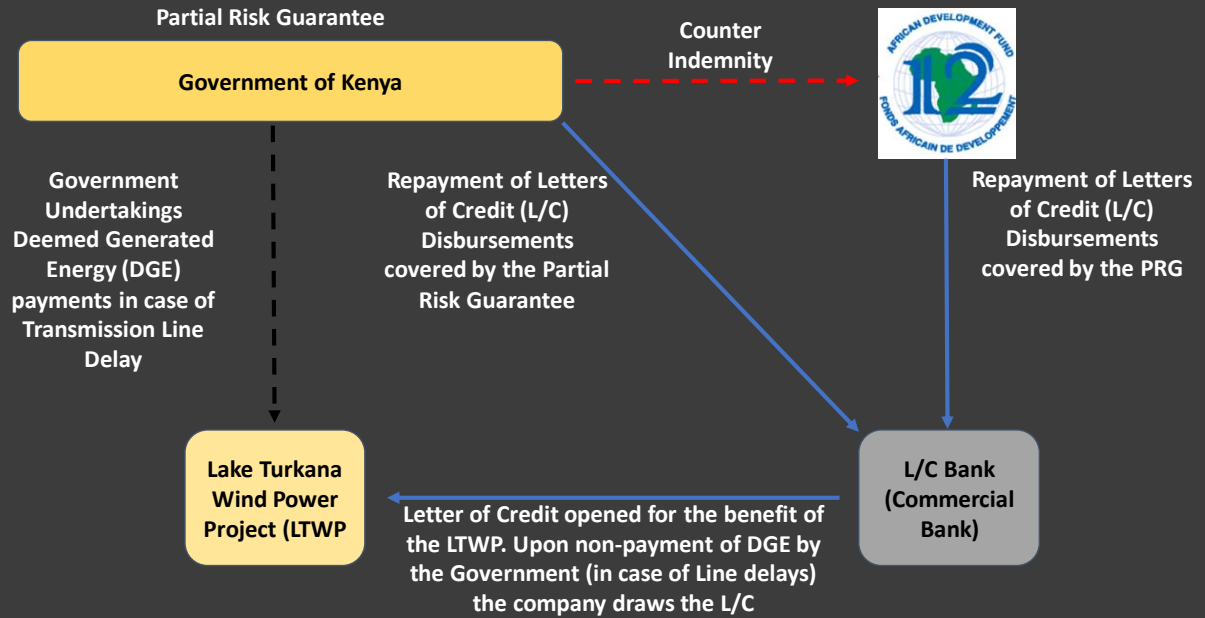 Partial Risk Guarantee
Government of Kenya
Counter
Indemnity
AFRICAN DEVELOPMENT FUND
12
FONDS AFRICAIN DE DEVELOPPEMENT
Government
Undertakings
Deemed Generated
Energy (DGE)
payments in case of
Transmission Line
Delay
Repayment of Letters
of Credit (L/C)
Disbursements
covered by the Partial
Risk Guarantee
Repayment of Letters
of Credit (L/C)
Disbursements
covered by the PRG
Lake Turkana
Wind Power
Project (LTWP
L/C Bank
(Commercial
Bank)
Letter of Credit opened for the benefit of
the LTWP. Upon non-payment of DGE by
the Government (in case of Line delays)
the company draws the L/C